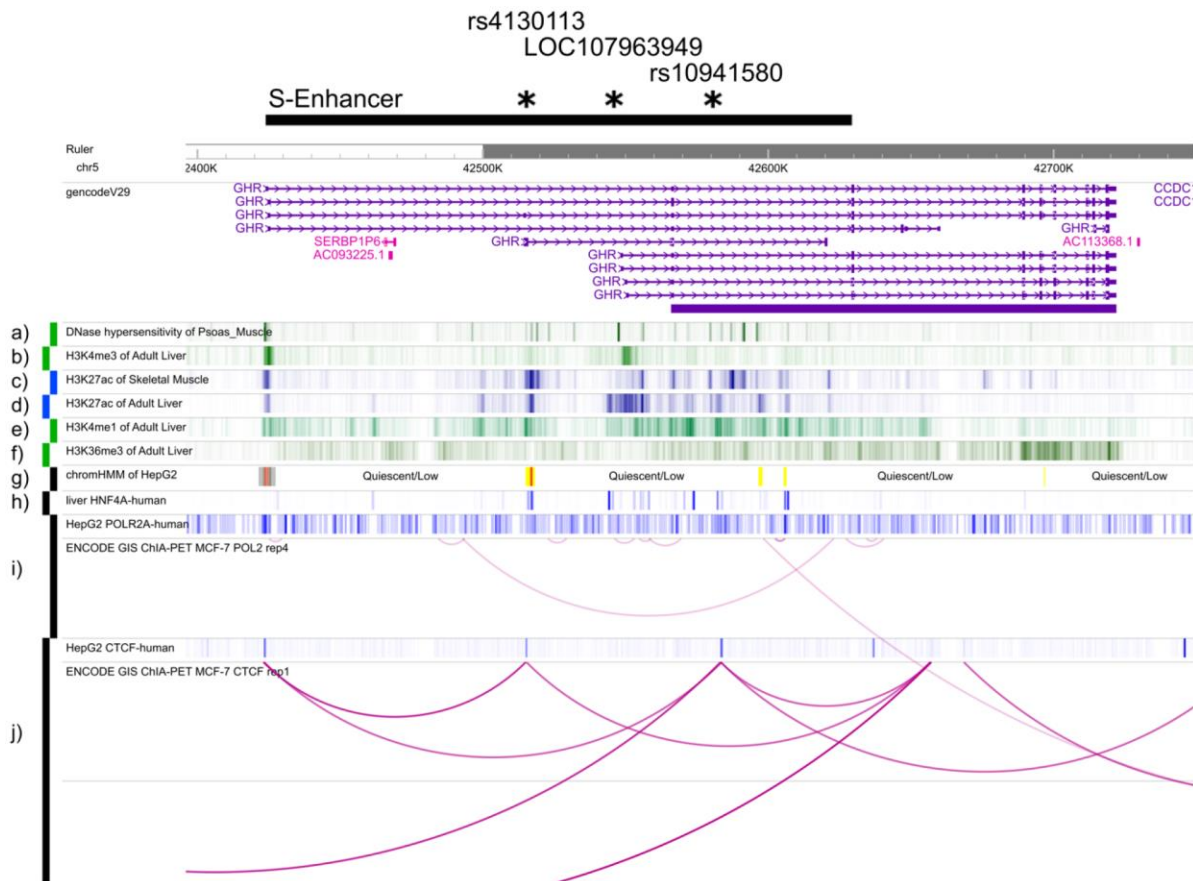 rs4130113
LOC107963949
rs10941580
S-Enhancer * * *
Ruler
chr5 2400K 42500K 42600K 42700K
gencodeV29 GHR CCDC1
GHR CCDC1
GHR
GHR GHR
SERBP1P6 GHR AC113368.1
AC093225.1 GHR
GHR
GHR
GHR
a) DNase hypersensitivity of Psoas_Muscle
b) H3K4me3 of Adult Liver
c) H3K27ac of Skeletal Muscle
d) H3K27ac of Adult Liver
e) H3K4me1 of Adult Liver
f) H3K36me3 of Adult Liver
g) chromHMM of HepG2 Quiescent/Low Quiescent/Low Quiescent/Low Quiescent/Low
h) liver HNF4A-human
HepG2 POLR2A-human
ENCODE GIS ChIA-PET MCF-7 POL2 rep4
i)
HepG2 CTCF-human
ENCODE GIS ChIA-PET MCF-7 CTCF rep1
j)